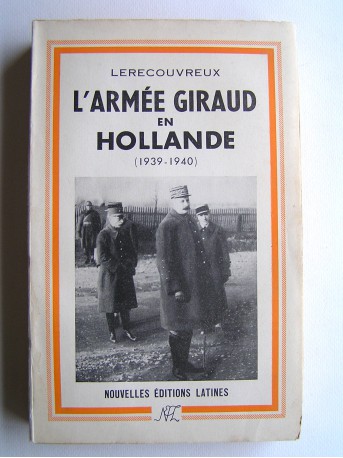 LERECOUVREUX
L'ARMÉE GIRAUD
EN
HOLLANDE
(1939-1940)
NOUVELLES ÉDITIONS LATINES
NEL